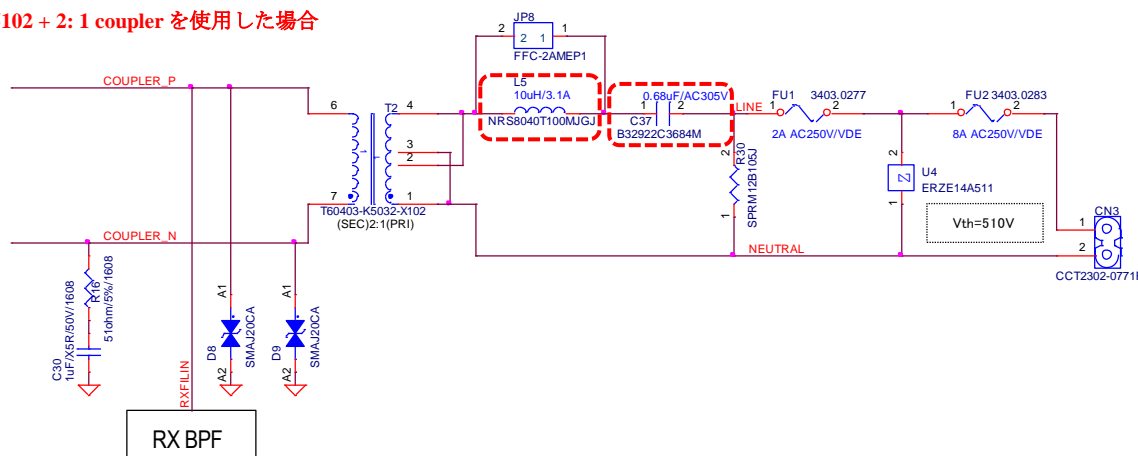 102 + 2: 1 coupler を使用した場合
JP8
2 2 1 1
FFC-2AMEP1
COUPLER_P
L5
10uH/3.1A
NRS8040T100MJGJ
0.68uF/AC305V
1 2
C37
B32922C3684M
LINE
FU1 3403.0277
1 2
2A AC250V/VDE
FU2 3403.0283
1 2
8A AC250V/VDE
6 T2 4
3
2
7 1
T60403-K5032-X102
(SEC)2:1(PRI)
2
R30
SPRM12B105J
1
2
U4
ERZE14A511
1
Vth=510V
CN3
1
2
CCT2302-0771
COUPLER_N
NEUTRAL
R16
51ohm/5%/1608
C30
1uF/X5R/50V/1608
RXFILIN
A1
D8
SMAJ20CA
A2
A1
D9
SMAJ20CA
A2
RX BPF